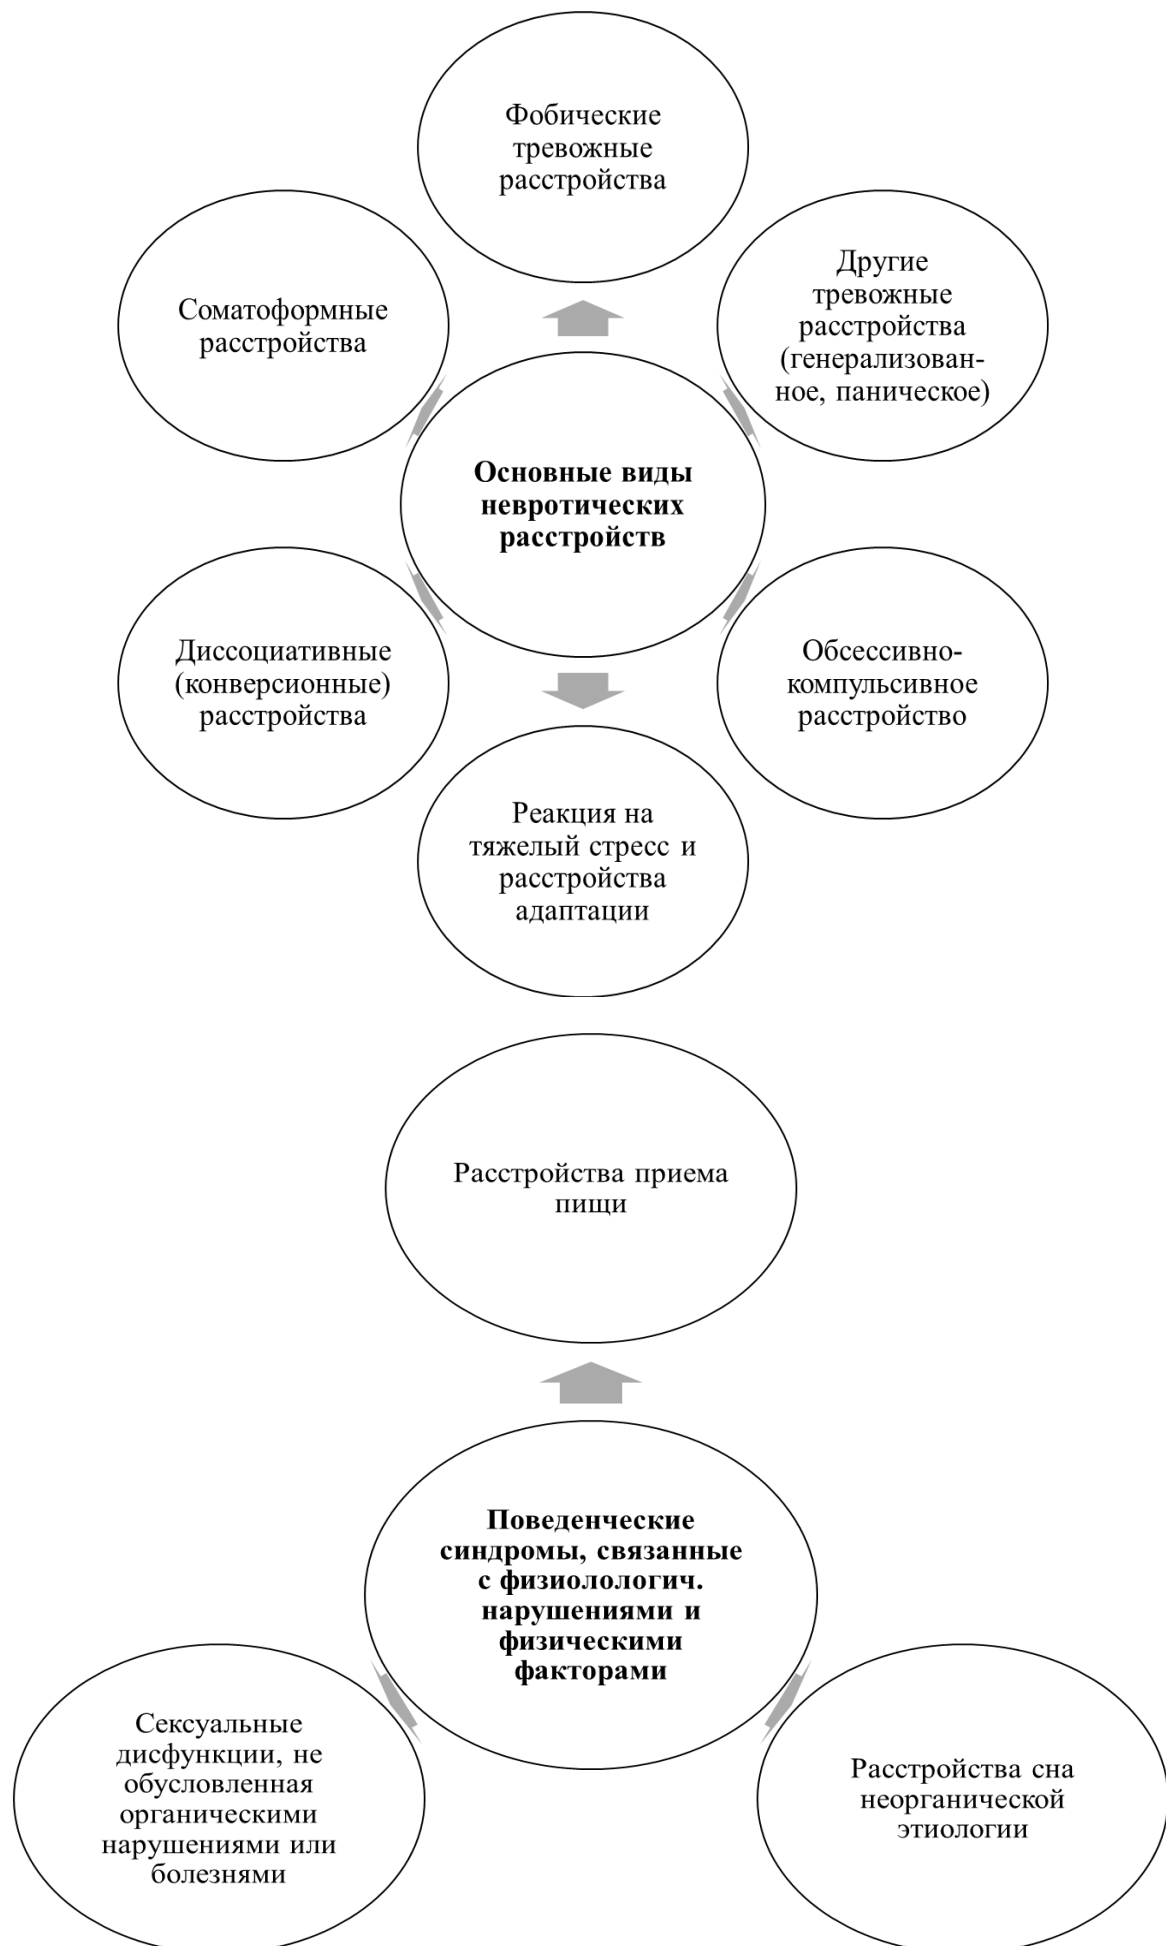 Фобические
тревожные
расстройства
Соматоформные
расстройства
Другие
тревожные
расстройства
(генерализован-
ное, паническое)
Основные виды
невротических
расстройств
Диссоциативные
(конверсионные)
расстройства
Обсессивно-
компульсивное
расстройство
Реакция на
тяжелый стресс и
расстройства
адаптации
Расстройства приема
пищи
Поведенческие
синдромы, связанные
с физиолологич.
нарушениями и
физическими
факторами
Сексуальные
дисфункции, не
обусловленная
органическими
нарушениями или
болезнями
Расстройства сна
неорганической
этиологии